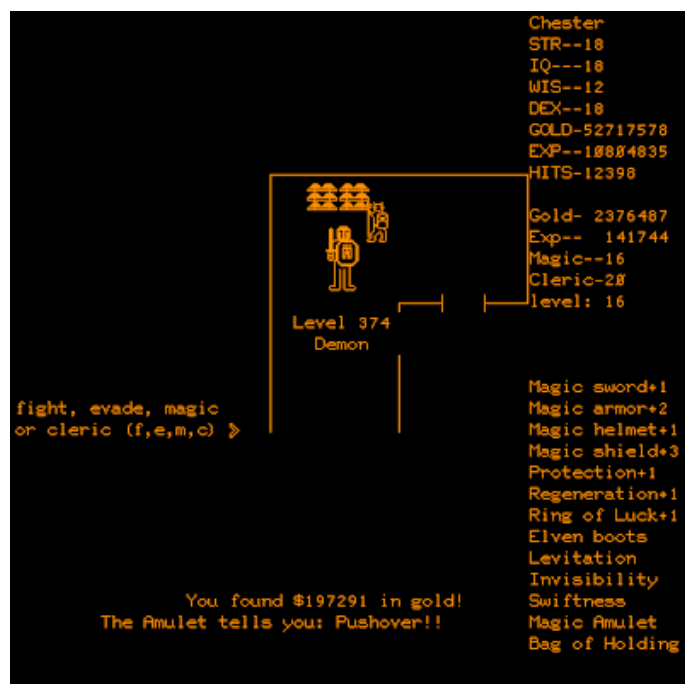 Chester
STR--18
IQ---18
WIS--12
DEX--18
GOLD-52717578
EXP--10804835
HITS-12398
Gold- 2376487
Exp-- 141744
Magic--16
Cleric-20
level: 16
Level 374
Demon
fight, evade, magic
or cleric (f,e,m,c) >
Magic sword+1
Magic armor+2
Magic helmet+1
Magic shield+3
Protection+1
Regeneration+1
Ring of Luck+1
Elven boots
Levitation
Invisibility
Swiftness
Magic Amulet
Bag of Holding
You found $197291 in gold!
The Amulet tells you: Pushover!!